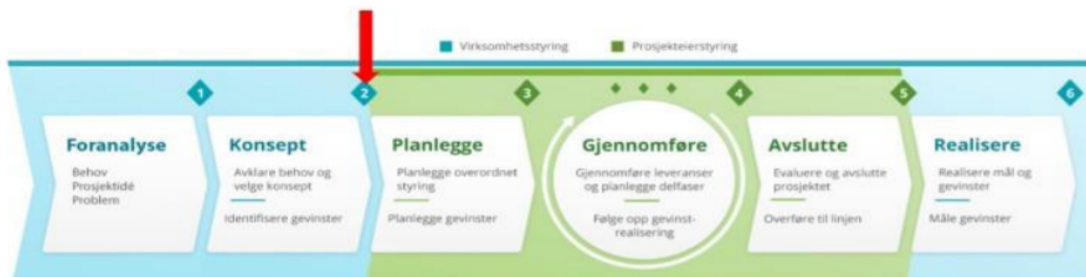 Virksomhetsstyring
Prosjekteierstyring
1
2
3
4
5
6
Foranalyse
Behov
Prosjektidé
Problem
Konsept
Avklare behov og
velge konsept
Identifisere gevinster
Planlegge
Planlegge overordnet
styring
Planlegge gevinster
Gjennomføre
Gjennomføre leveranser
og planlegge delfaser
Følge opp gevinst-
realisering
Avslutte
Evaluere og avslutte
prosjektet
Overføre til linjen
Realisere
Realisere mål og
gevinster
Måle gevinster